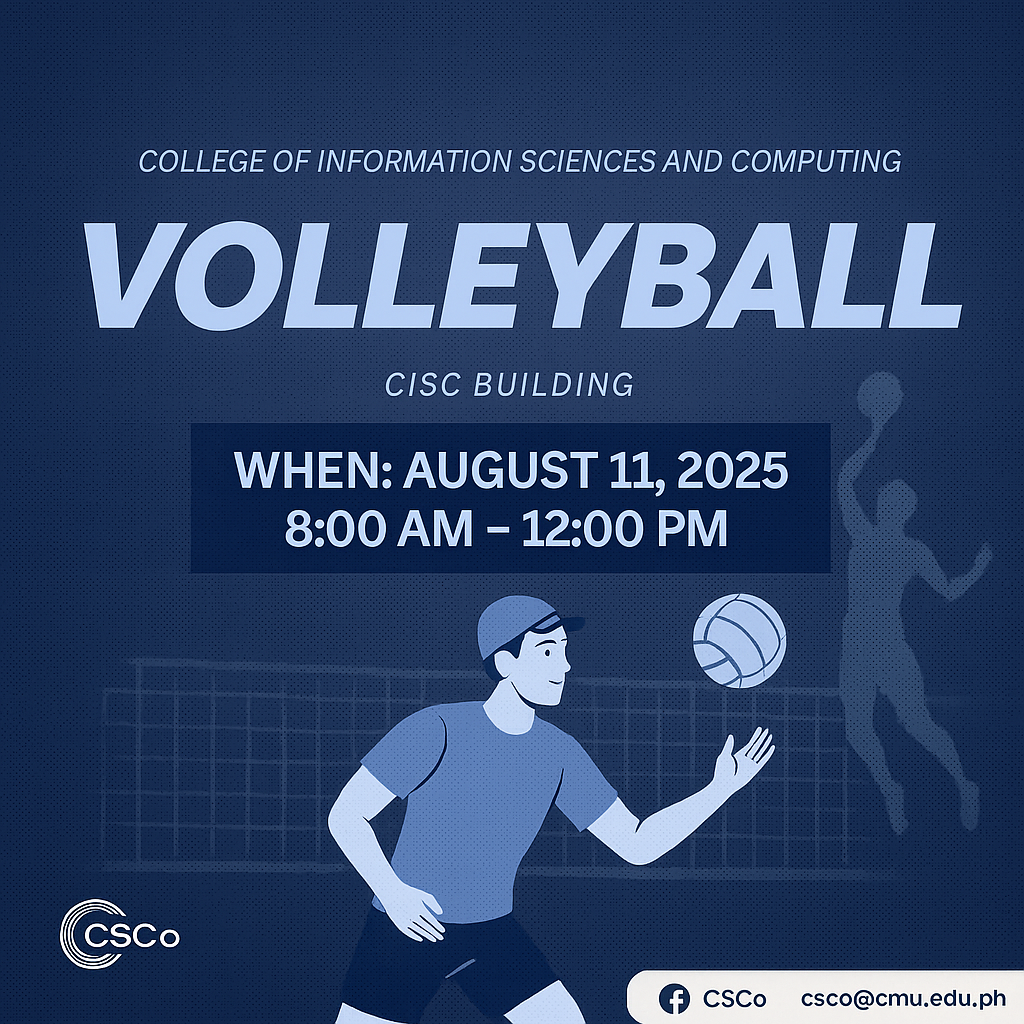 COLLEGE OF INFORMATION SCIENCES AND COMPUTING
VOLLEYBALL
CISC BUILDING
WHEN: AUGUST 11, 2025
8:00 AM – 12:00 PM
CSCo
CSCo csco@cmu.edu.ph